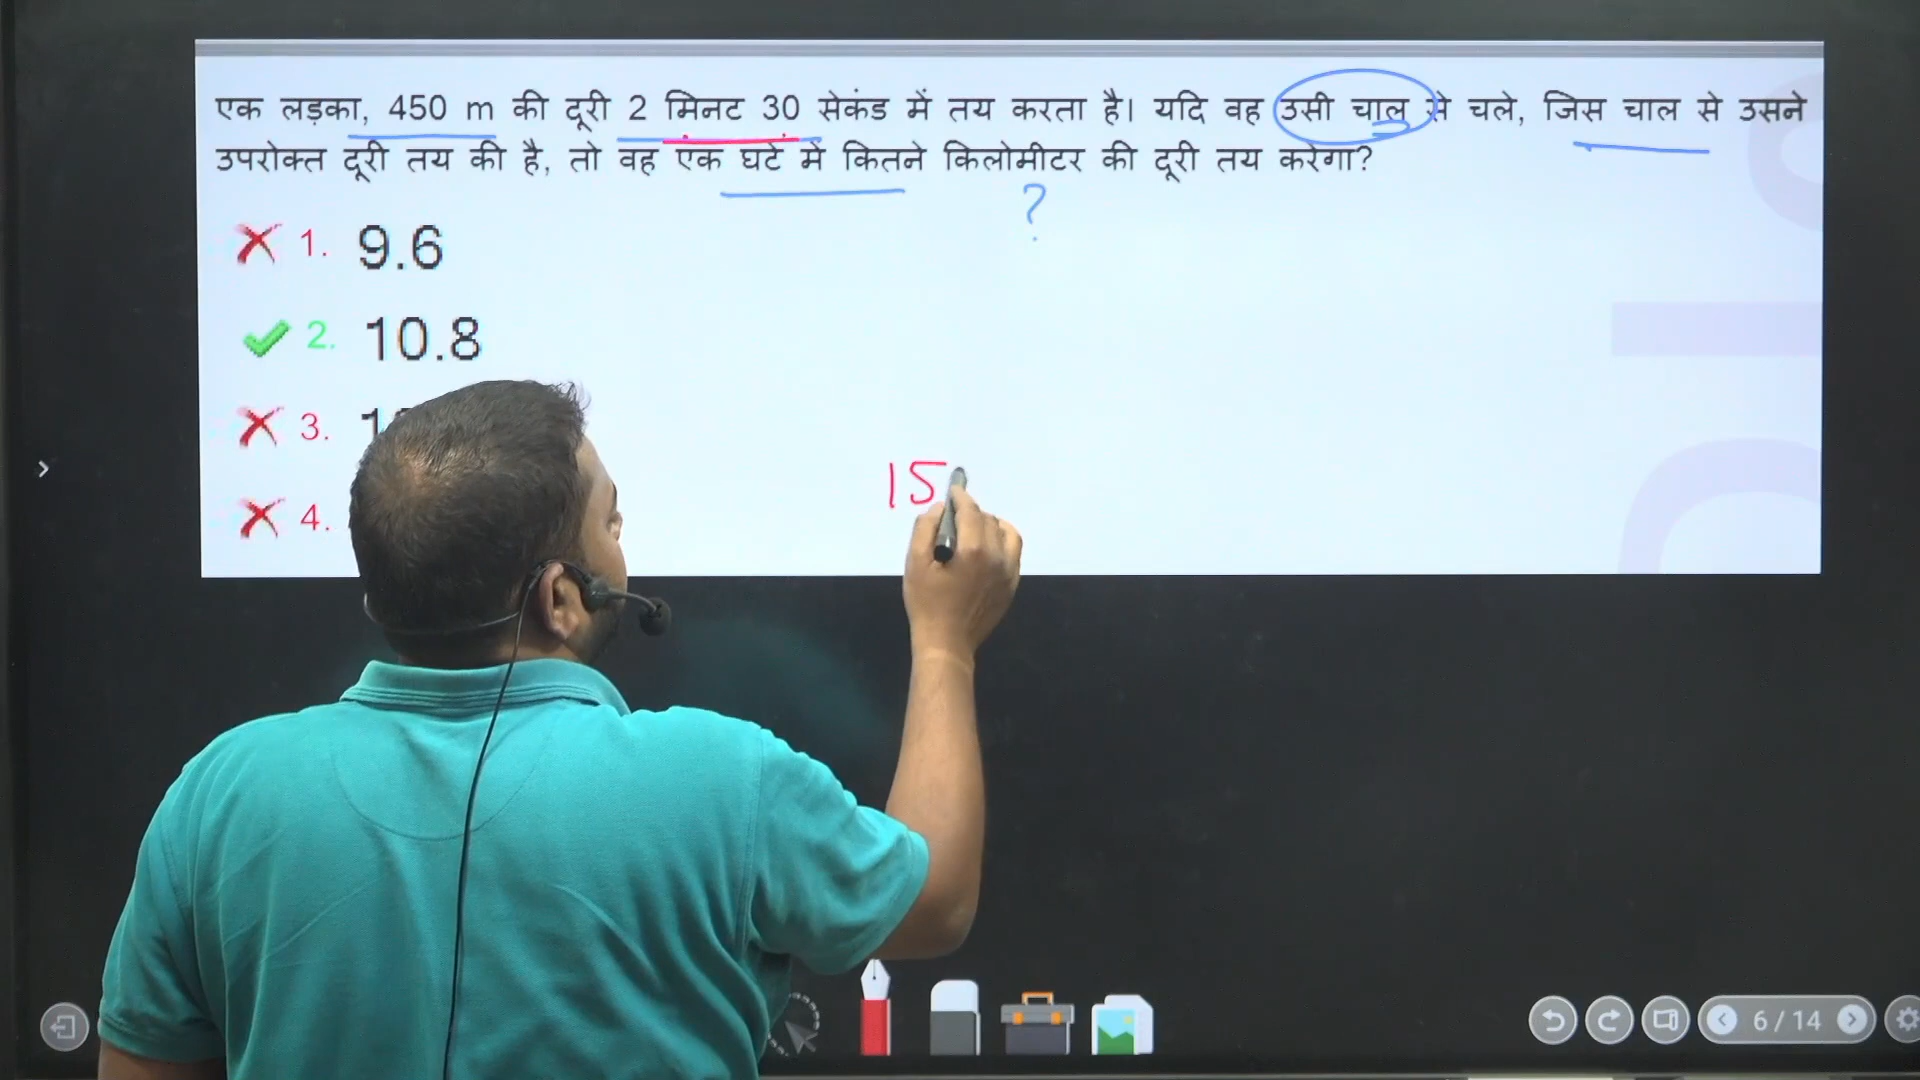 एक लड़का, 450 m की दूरी 2 मिनट 30 सेकंड में तय करता है। यदि वह उसी चाल से चले, जिस चाल से उसने
उपरोक्त दूरी तय की है, तो वह एक घंटे में कितने किलोमीटर की दूरी तय करेगा?
?
1. 9.6
2. 10.8
3.
4.
15
6 / 14